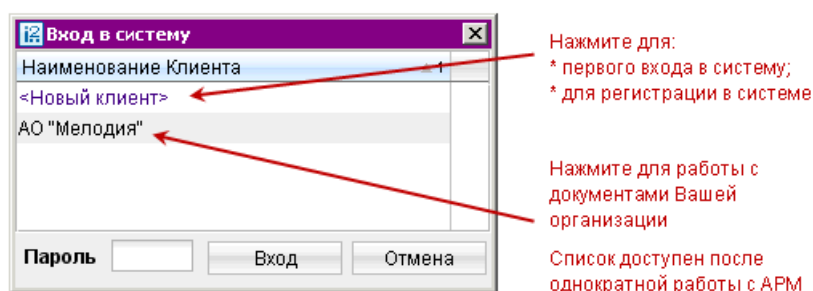 Вход в систему
Наименование Клиента 1
<Новый клиент>
АО "Мелодия"
Пароль Вход Отмена
Нажмите для:
* первого входа в систему;
* для регистрации в системе
Нажмите для работы с
документами Вашей
организации
Список доступен после
однократной работы с АРМ